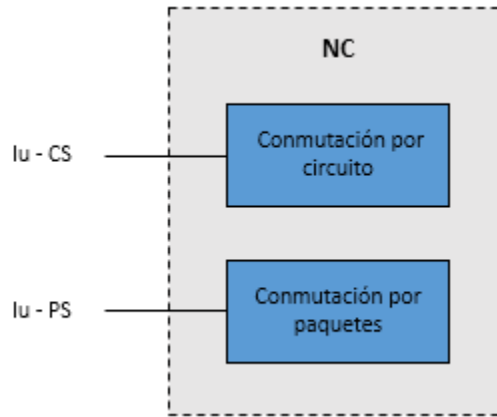 NC
Iu - CS
Conmutación por
circuito
Iu - PS
Conmutación por
paquetes